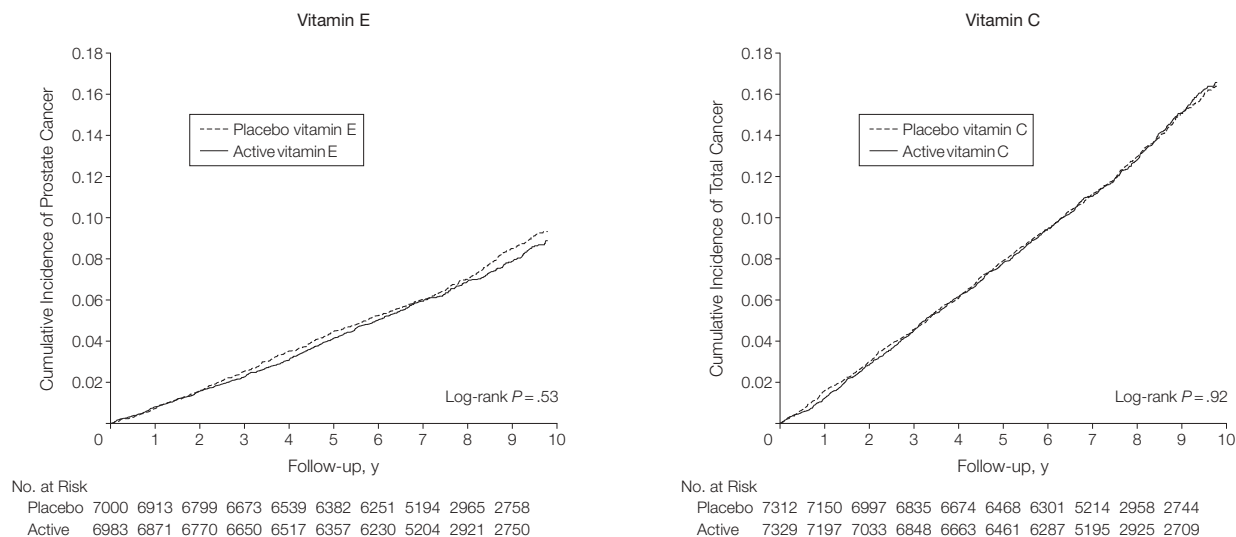 Vitamin E
Cumulative Incidence of Prostate Cancer
0.18
0.16
0.14
0.12
0.10
0.08
0.06
0.04
0.02
Placebo vitamin E
Active vitamin E
Log-rank P = .53
0 1 2 3 4 5 6 7 8 9 10
Follow-up, y
No. at Risk
Placebo 7000 6913 6799 6673 6539 6382 6251 5194 2965 2758
Active 6983 6871 6770 6650 6517 6357 6230 5204 2921 2750
Vitamin C
Cumulative Incidence of Total Cancer
0.18
0.16
0.14
0.12
0.10
0.08
0.06
0.04
0.02
Placebo vitamin C
Active vitamin C
Log-rank P = .92
0 1 2 3 4 5 6 7 8 9 10
Follow-up, y
No. at Risk
Placebo 7312 7150 6997 6835 6674 6468 6301 5214 2958 2744
Active 7329 7197 7033 6848 6663 6461 6287 5195 2925 2709